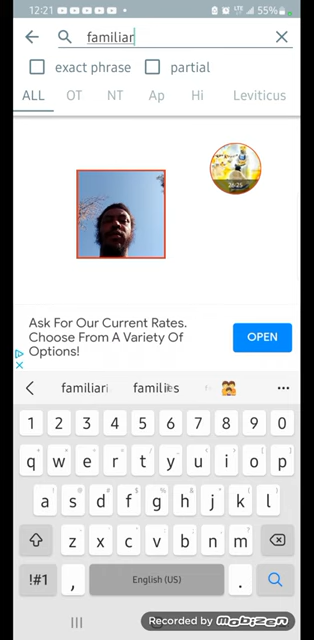 12:21
LTE
55%
familiar
exact phrase
partial
ALL OT NT Ap Hi Leviticus
26/25
Ask For Our Current Rates.
Choose From A Variety Of
Options!
OPEN
familiari families
1 2 3 4 5 6 7 8 9 0
q w e r t y u i o p
a s d f g h j k l
z x c v b n m
!#1 , English (US) .
Recorded by Mobizen